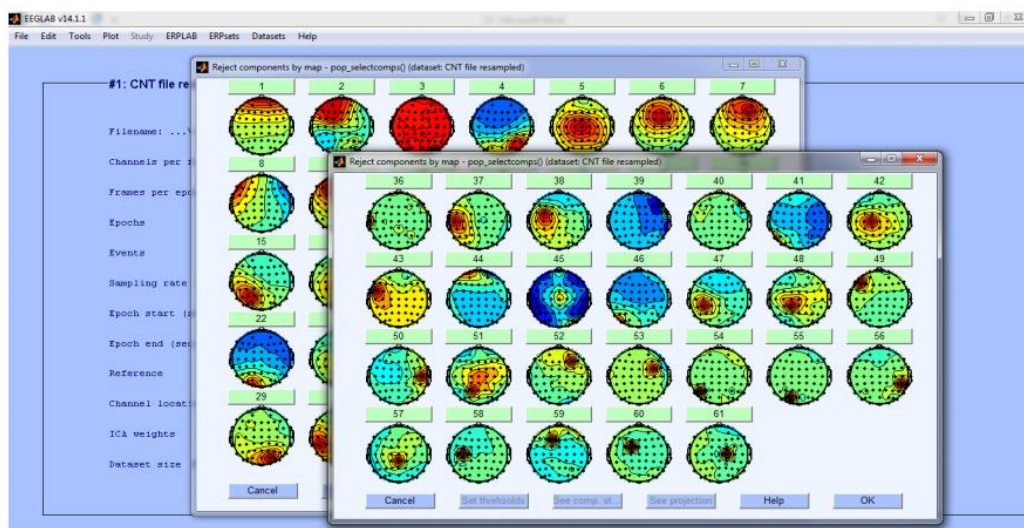 EEGLAB v14.1.1
File Edit Tools Plot Study ERPLAB ERPsets Datasets Help
#1: CNT file re
Filename: ...\
Channels per
Frames per epo
Epochs
Events
Sampling rate
Epoch start (s
Epoch end (sec
Reference
Channel locati
ICA weights
Dataset size
Reject components by map - pop_selectcomps() (dataset: CNT file resampled)
1 2 3 4 5 6 7
8
15
22
29
Cancel
Reject components by map - pop_selectcomps() (dataset: CNT file resampled)
36 37 38 39 40 41 42
43 44 45 46 47 48 49
50 51 52 53 54 55 56
57 58 59 60 61
Cancel Set threhsolds See comp. st See projection Help OK